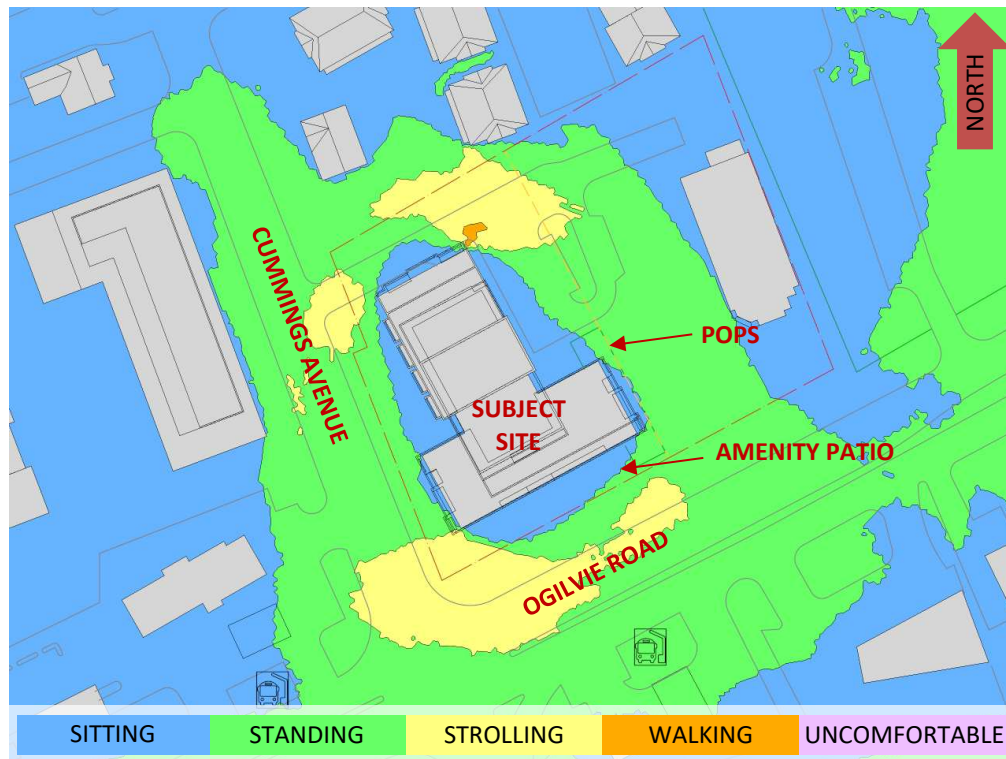 NORTH
CUMMINGS AVENUE
POPS
SUBJECT
SITE
AMENITY PATIO
OGILVIE ROAD
SITTING
STANDING
STROLLING
WALKING
UNCOMFORTABLE